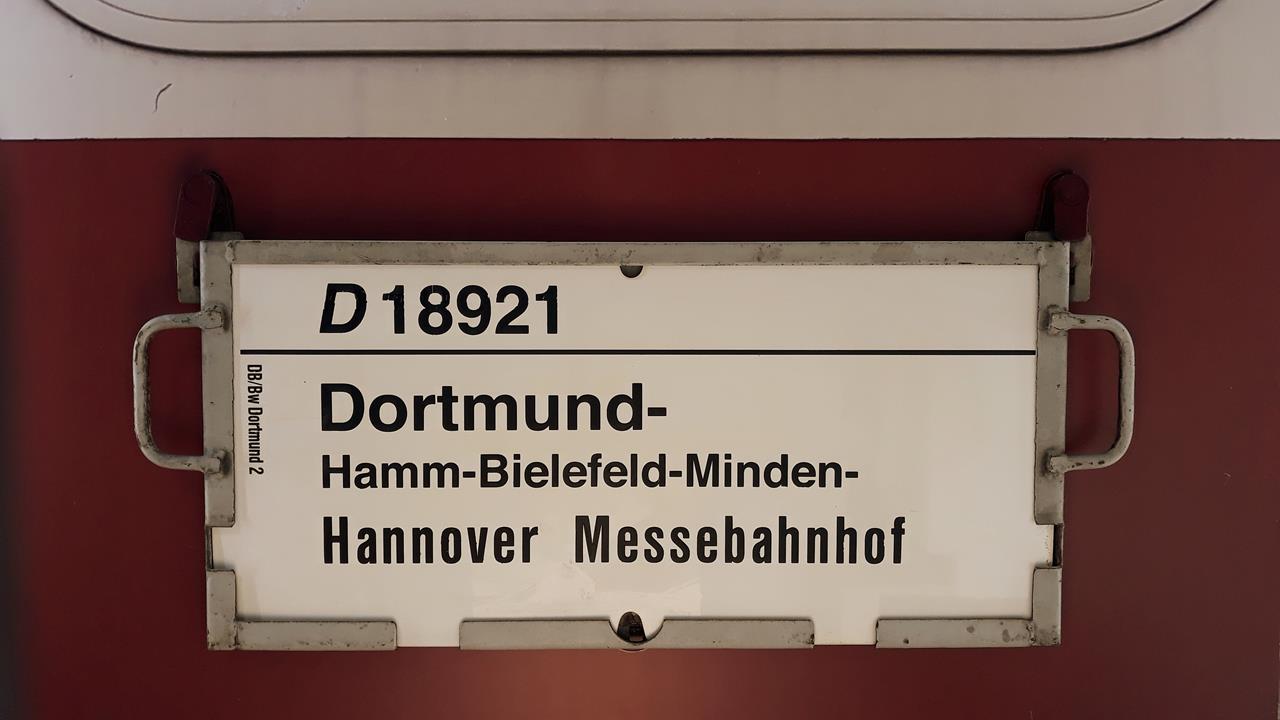 D 18921
DB/Bw Dortmund 2
Dortmund-
Hamm-Bielefeld-Minden-
Hannover Messebahnhof